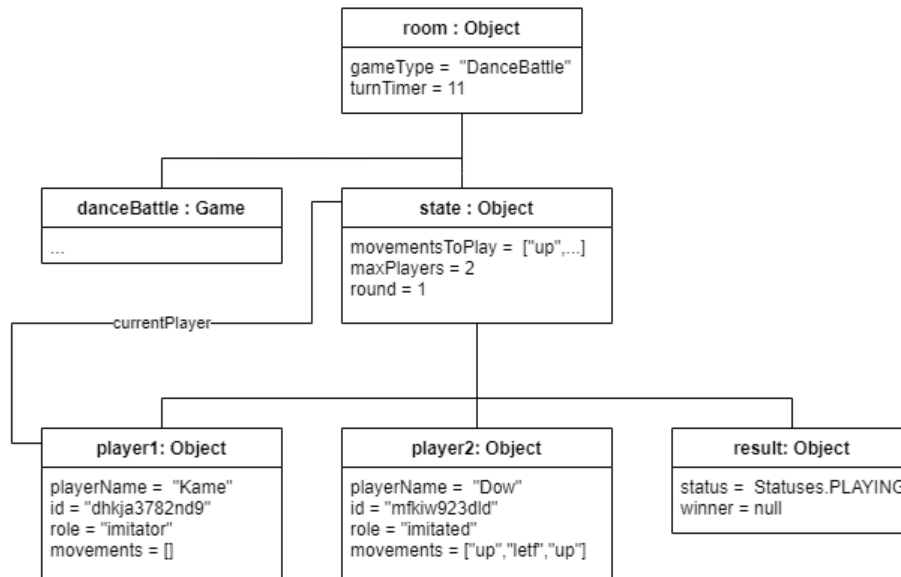 room : Object
gameType =  "DanceBattle"
turnTimer = 11
danceBattle : Game
...
state : Object
movementsToPlay =  ["up",...]
maxPlayers = 2
round = 1
currentPlayer
player1: Object
playerName =  "Kame"
id = "dhkja3782nd9"
role = "imitator"
movements = []
player2: Object
playerName =  "Dow"
id = "mfkiw923dld"
role = "imitated"
movements = ["up","letf","up"]
result: Object
status =  Statuses.PLAYING
winner = null